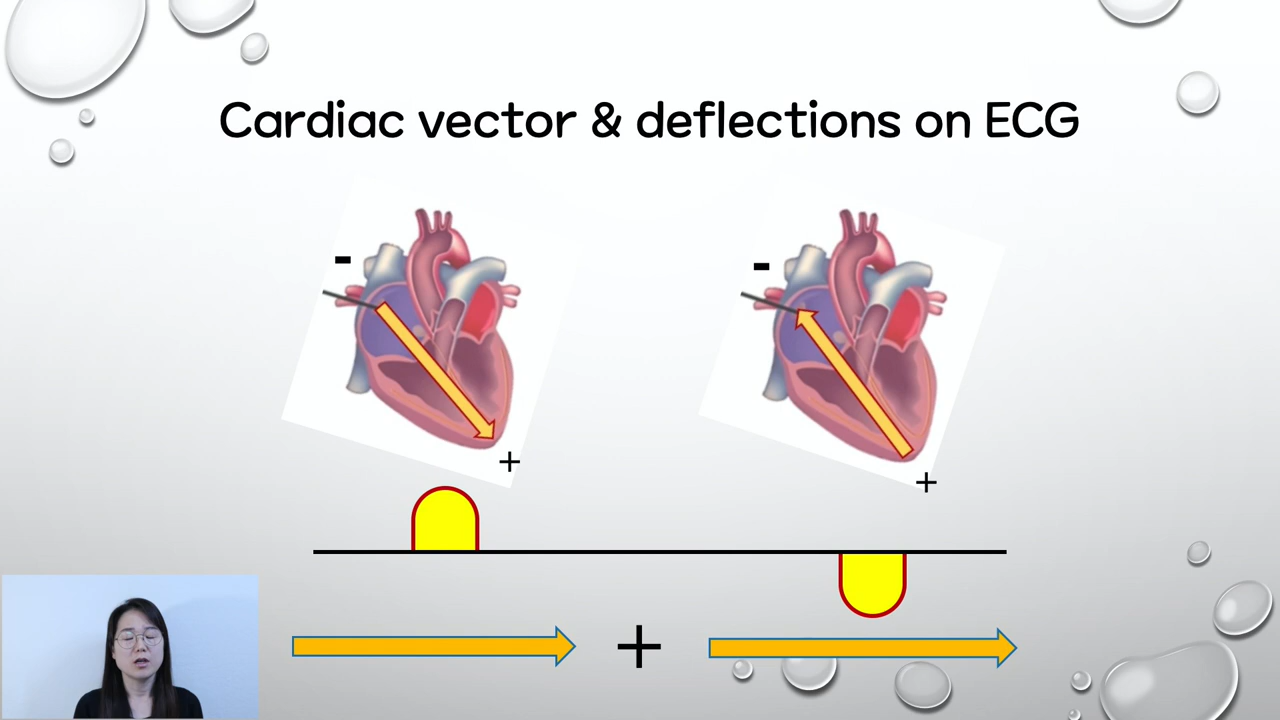 Cardiac vector & deflections on ECG
- -
+ +
+